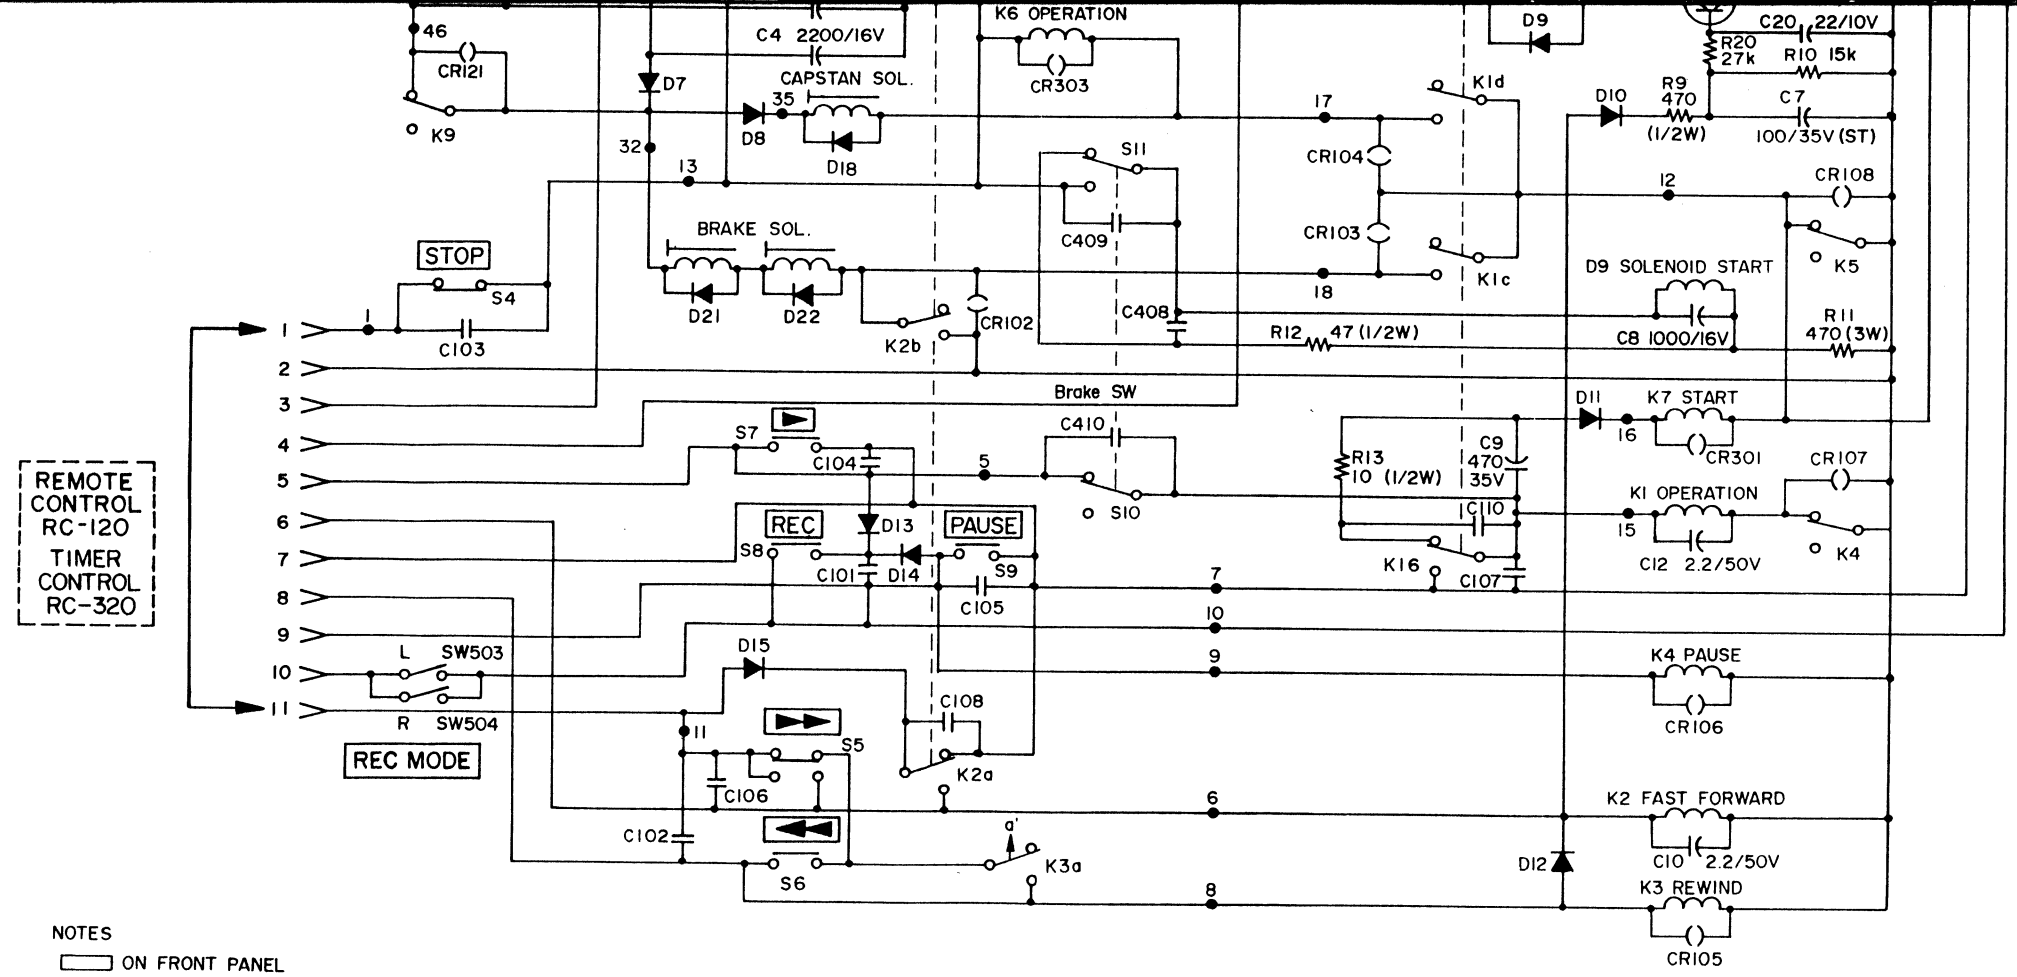 K6 OPERATION
D9
C20 22/10V
46
C4 2200/16V
R20
27k
R10 15k
CR121
CAPSTAN SOL.
CR303
K1d
D7
35
17
D10
R9
470
(1/2W)
C7
100/35V (ST)
K9
D8
D18
32
CR104
S11
13
12
CR108
BRAKE SOL.
C409
CR103
K5
STOP
S4
D21
D22
CR102
18
K1c
D9 SOLENOID START
1
1
C103
K2b
C408
R12 47 (1/2W)
C8 1000/16V
R11
470 (3W)
2
3
Brake SW
D11
K7 START
4
S7
C410
16
C104
5
5
R13
10 (1/2W)
C9
470
35V
CR301
CR107
REMOTE
CONTROL
RC-120
TIMER
CONTROL
RC-320
6
REC
D13
PAUSE
S10
C110
K1 OPERATION
15
7
S8
C101
D14
S9
K16
C107
C12 2.2/50V
K4
8
C105
7
9
10
10
L SW503
D15
9
K4 PAUSE
11
R SW504
C108
CR106
REC MODE
11
S5
K2a
C106
6
K2 FAST FORWARD
C102
a'
K3a
D12
C10 2.2/50V
S6
8
K3 REWIND
NOTES
CR105
ON FRONT PANEL